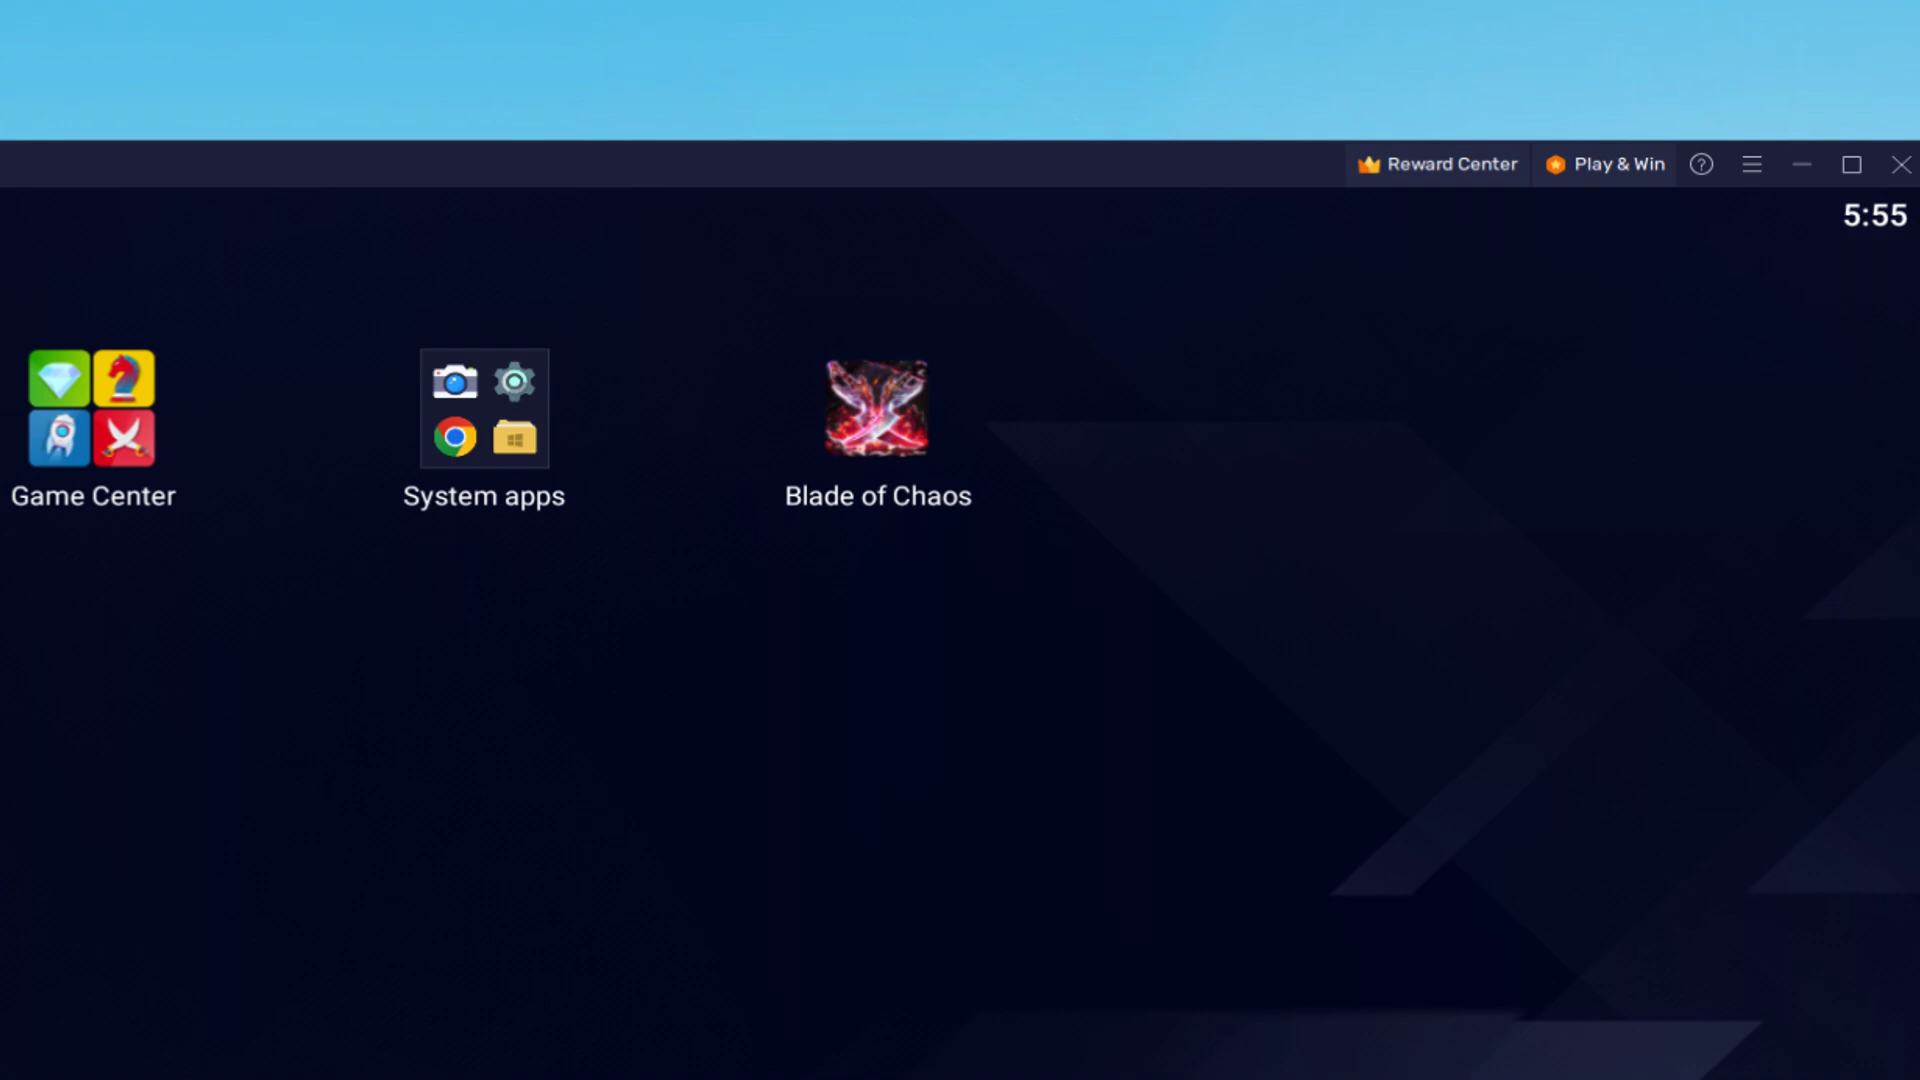 Reward Center
Play & Win
5:55
Game Center
System apps
Blade of Chaos